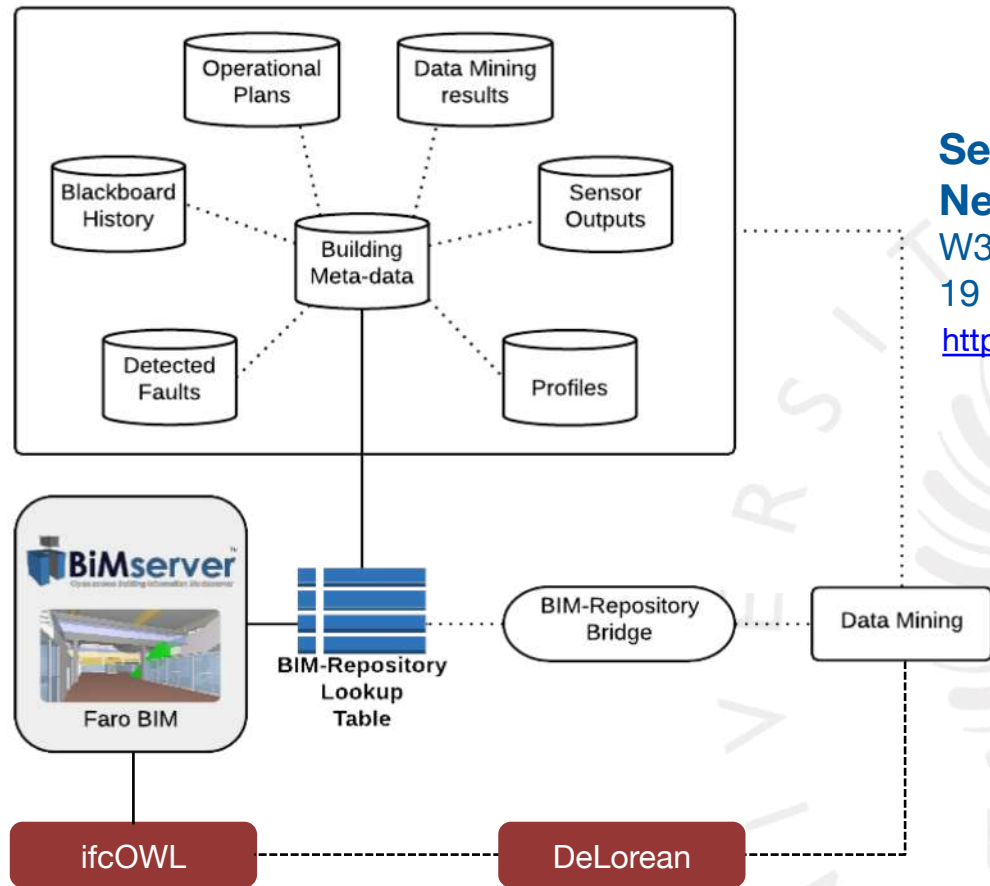 Operational
Plans
Data Mining
results
Blackboard
History
Sensor
Outputs
Building
Meta-data
Detected
Faults
Profiles
Se
Ne
W3
19
http
BiMserver
Faro BIM
BIM-Repository
Lookup
Table
BIM-Repository
Bridge
Data Mining
ifcOWL
DeLorean
V E R S I T